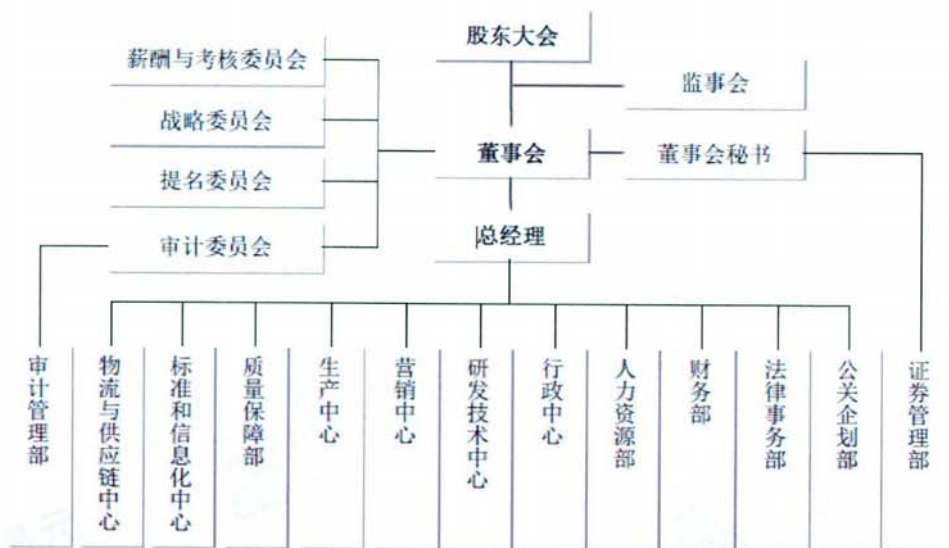 股东大会
薪酬与考核委员会
监事会
战略委员会
董事会
董事会秘书
提名委员会
总经理
审计委员会
审计管理部
物流与供应链中心
标准和信息化中心
质量保障部
生产中心
营销中心
研发技术中心
行政中心
人力资源部
财务部
法律事务部
公关企划部
证券管理部